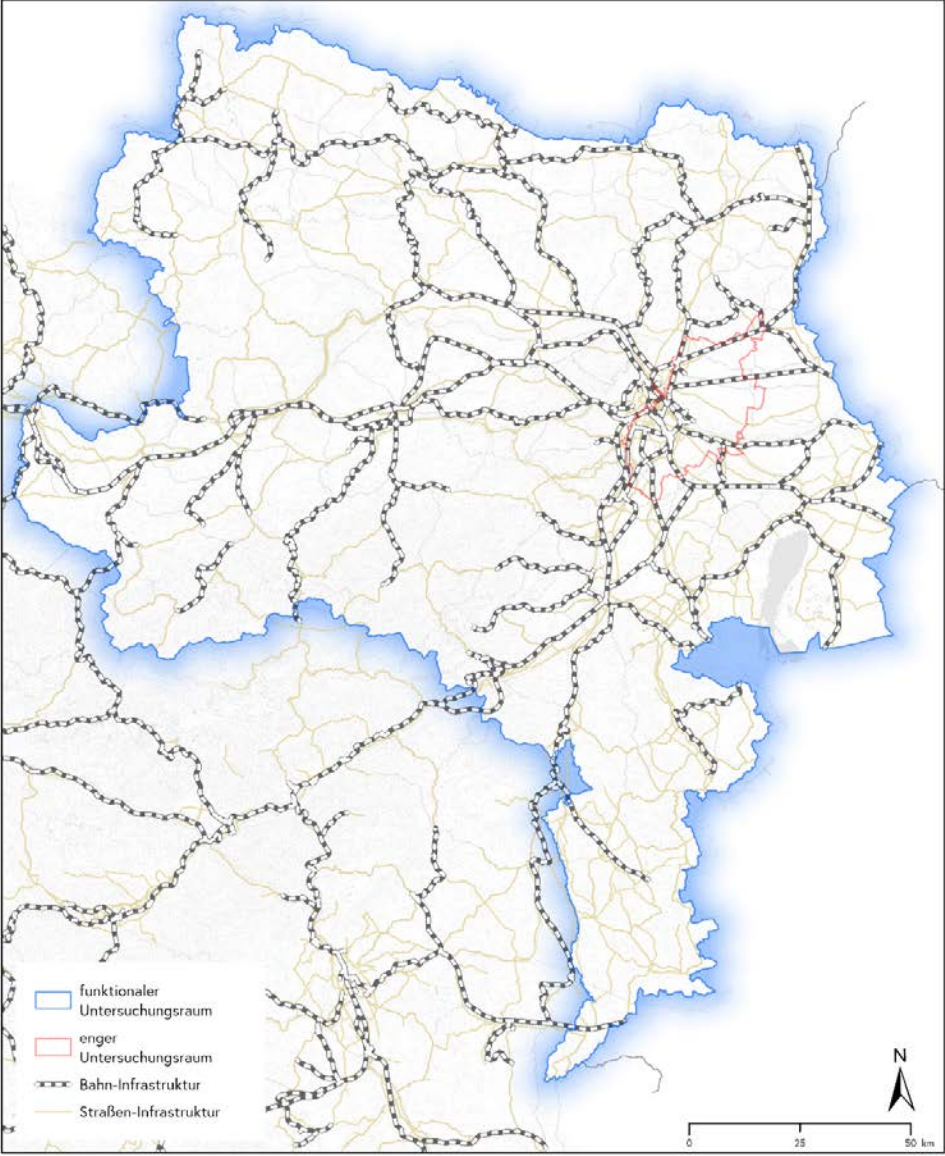 funktionaler
Untersuchungsraum
enger
Untersuchungsraum
Bahn-Infrastruktur
Straßen-Infrastruktur
N
0 25 50 km